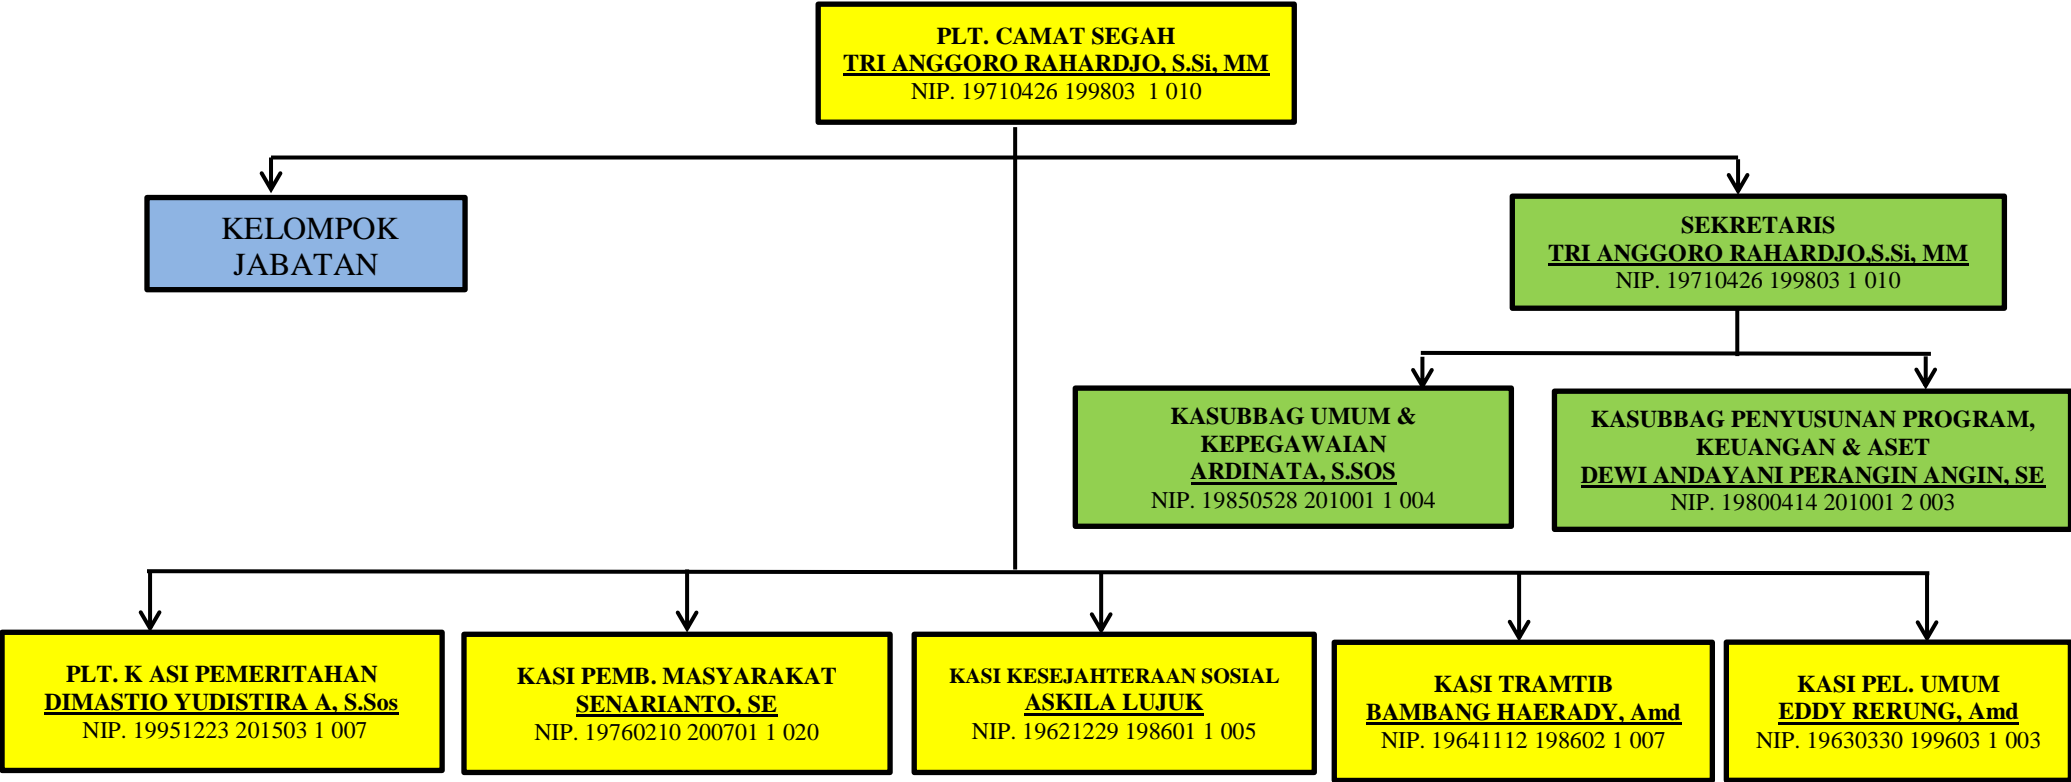 PLT. CAMAT SEGAH
TRI ANGGORO RAHARDJO, S.Si, MM
NIP. 19710426 199803  1 010
KELOMPOK
JABATAN
SEKRETARIS
TRI ANGGORO RAHARDJO,S.Si, MM
NIP. 19710426 199803 1 010
KASUBBAG UMUM &
KEPEGAWAIAN
ARDINATA, S.SOS
NIP. 19850528 201001 1 004
KASUBBAG PENYUSUNAN PROGRAM,
KEUANGAN & ASET
DEWI ANDAYANI PERANGIN ANGIN, SE
NIP. 19800414 201001 2 003
PLT. K ASI PEMERITAHAN
DIMASTIO YUDISTIRA A, S.Sos
NIP. 19951223 201503 1 007
KASI PEMB. MASYARAKAT
SENARIANTO, SE
NIP. 19760210 200701 1 020
KASI KESEJAHTERAAN SOSIAL
ASKILA LUJUK
NIP. 19621229 198601 1 005
KASI TRAMTIB
BAMBANG HAERADY, Amd
NIP. 19641112 198602 1 007
KASI PEL. UMUM
EDDY RERUNG, Amd
NIP. 19630330 199603 1 003